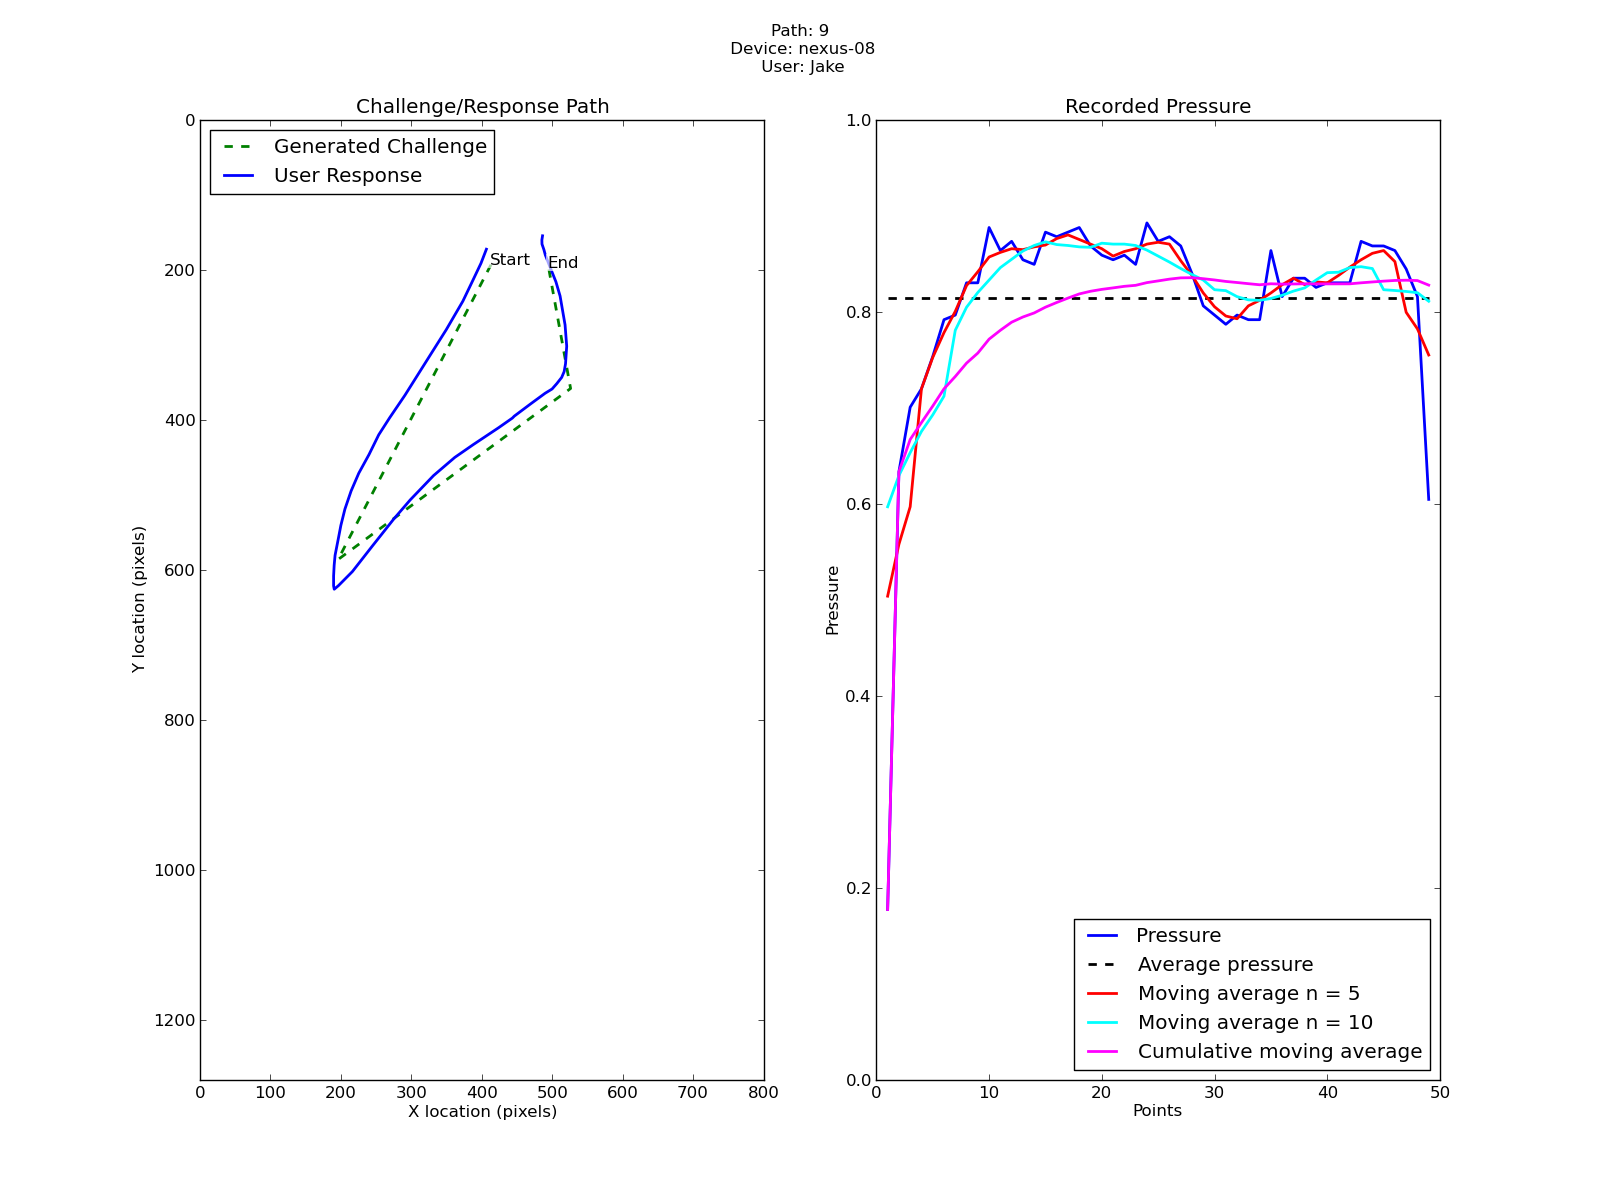 Path: 9
Device: nexus-08
User: Jake
Challenge/Response Path
Generated Challenge
User Response
Start
End
0
200
400
600
800
1000
1200
Y location (pixels)
0 100 200 300 400 500 600 700 800
X location (pixels)
Recorded Pressure
1.0
0.8
0.6
0.4
0.2
0.0
Pressure
Pressure
Average pressure
Moving average n = 5
Moving average n = 10
Cumulative moving average
0 10 20 30 40 50
Points